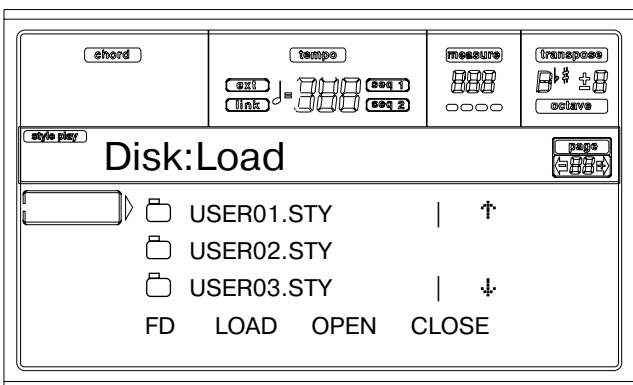 chord tempo measure transpose
ext seq 1
link seq 2 octave
style play
Disk:Load
page
USER01.STY
USER02.STY
USER03.STY
FD LOAD OPEN CLOSE